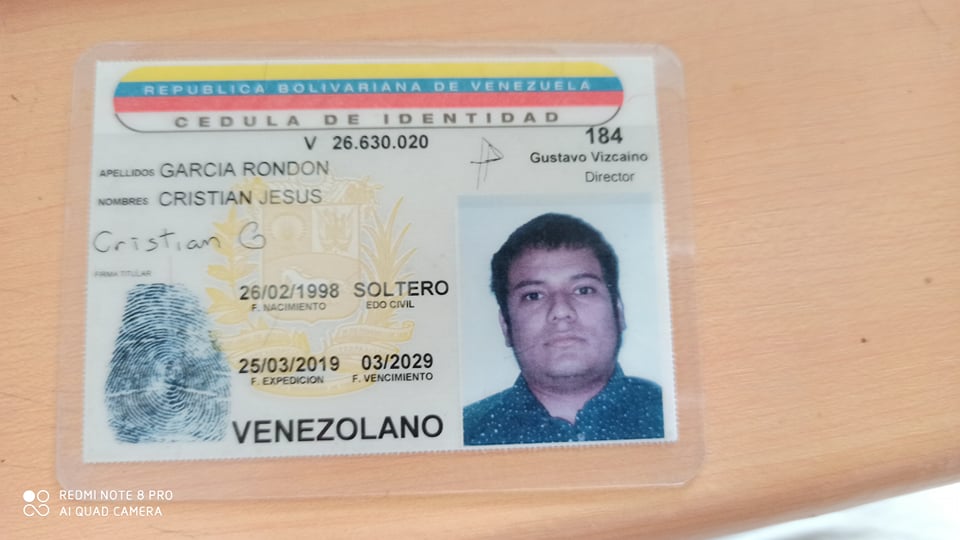 REPUBLICA BOLIVARIANA DE VENEZUELA
CEDULA DE IDENTIDAD
V 26.630.020
184
Gustavo Vizcaino
Director
APELLIDOS GARCIA RONDON
NOMBRES CRISTIAN JESUS
Cristian G
FIRMA TITULAR
26/02/1998 SOLTERO
F. NACIMIENTO EDO CIVIL
25/03/2019 03/2029
F. EXPEDICION F. VENCIMIENTO
VENEZOLANO
REDMI NOTE 8 PRO
AI QUAD CAMERA